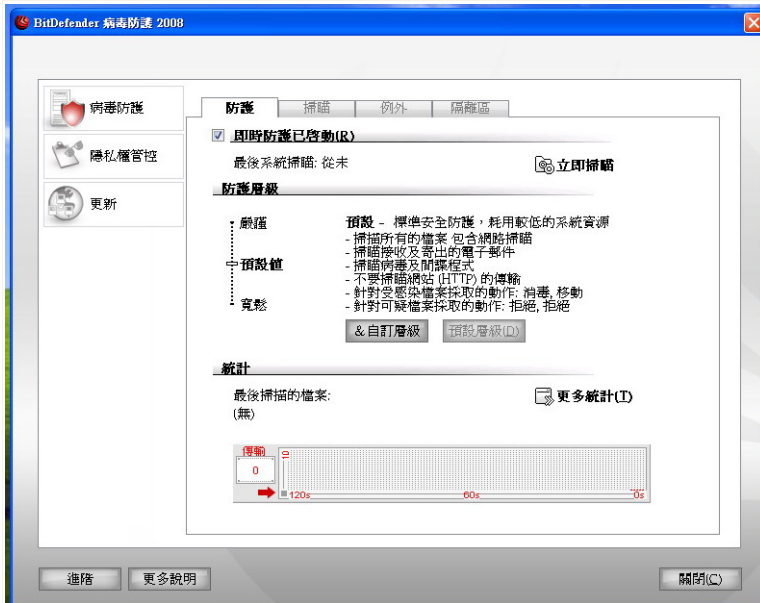 BitDefender 病毒防護 2008
病毒防護
隱私權管控
更新
防護
掃瞄
例外
隔離區
即時防護已啓動(R)
最後系統掃瞄: 從未
立即掃瞄
防護層級
嚴謹
預設值
寬鬆
預設 - 標準安全防護，耗用較低的系統資源
- 掃描所有的檔案 包含網路掃瞄
- 掃瞄接收及寄出的電子郵件
- 掃瞄病毒及間諜程式
- 不要掃瞄網站 (HTTP) 的傳輸
- 針對受感染檔案採取的動作: 消毒, 移動
- 針對可疑檔案採取的動作: 拒絕, 拒絕
&自訂層級
預設層級(D)
統計
最後掃描的檔案:
(無)
更多統計(T)
傳輸
0
10
120s
60s
0s
進階
更多說明
關閉(C)